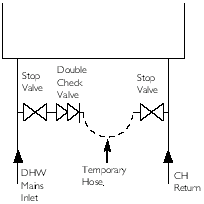 Stop
Valve
Double
Check
Valve
Stop
Valve
DHW
Mains
Inlet
Temporary
Hose.
CH
Return